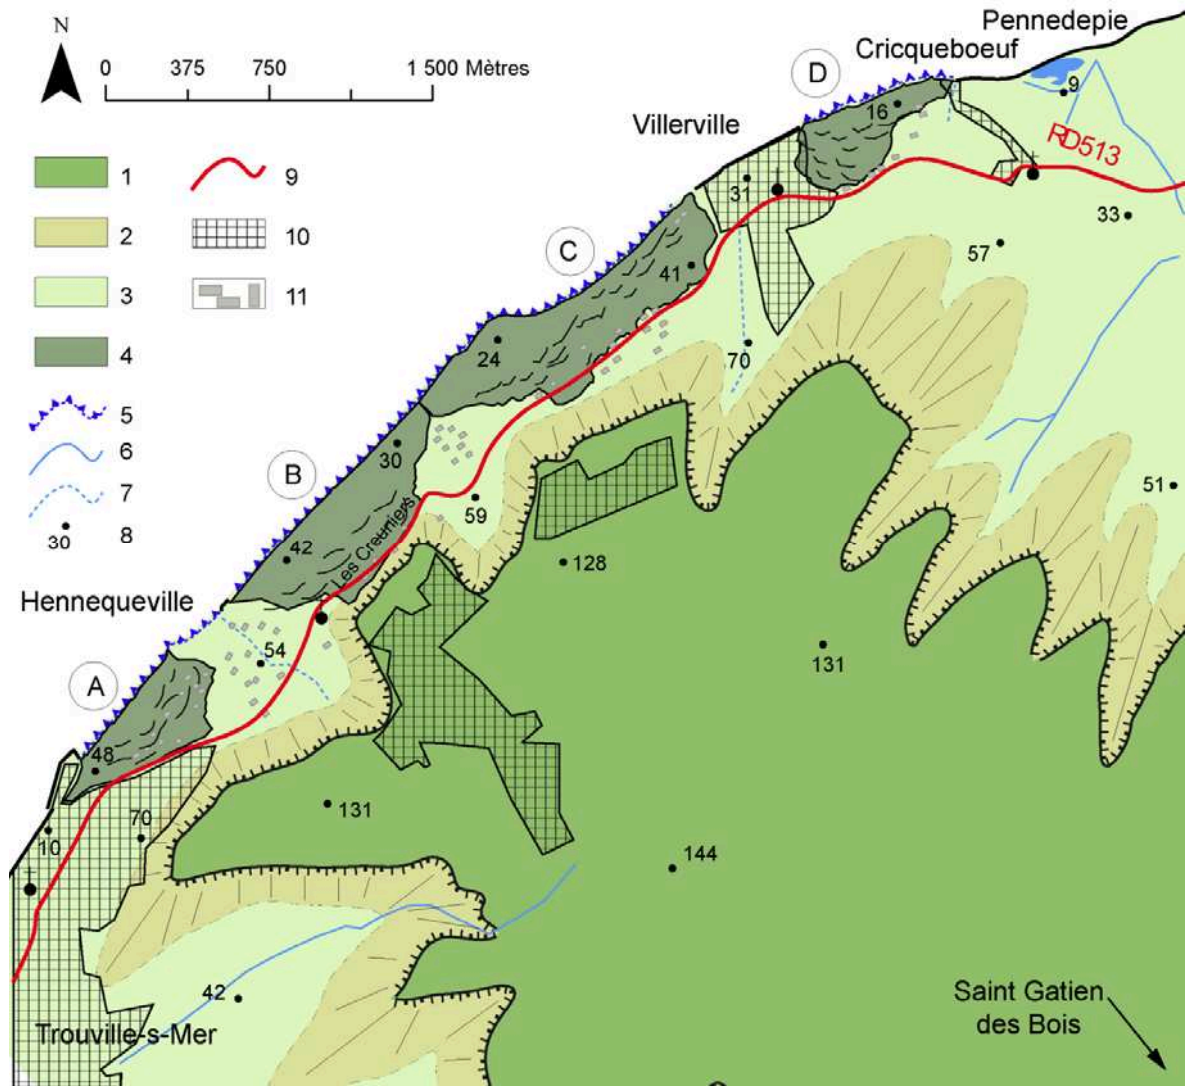 Pennedepie
N
Cricqueboeuf
0 375 750 1 500 Mètres
D
9
16
Villerville
RD513
1 9
31
33
2 10
57
C
3 11
41
4
24
70
5
6
B
30
7
59
51
30 8
Les Creuniers
42
128
Hennequeville
54
131
A
48
131
70
10
144
42
Saint Gatien
des Bois
Trouville-s-Mer